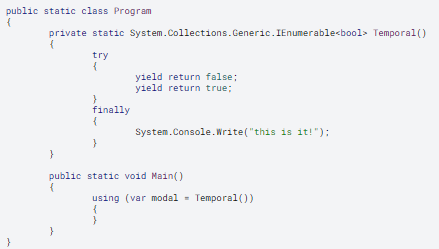 public static class Program
{
private static System.Collections.Generic.IEnumerable<bool> Temporal()
{
try
{
yield return false;
yield return true;
}
finally
{
System.Console.Write("this is it!");
}
}
public static void Main()
{
using (var modal = Temporal())
{
}
}
}